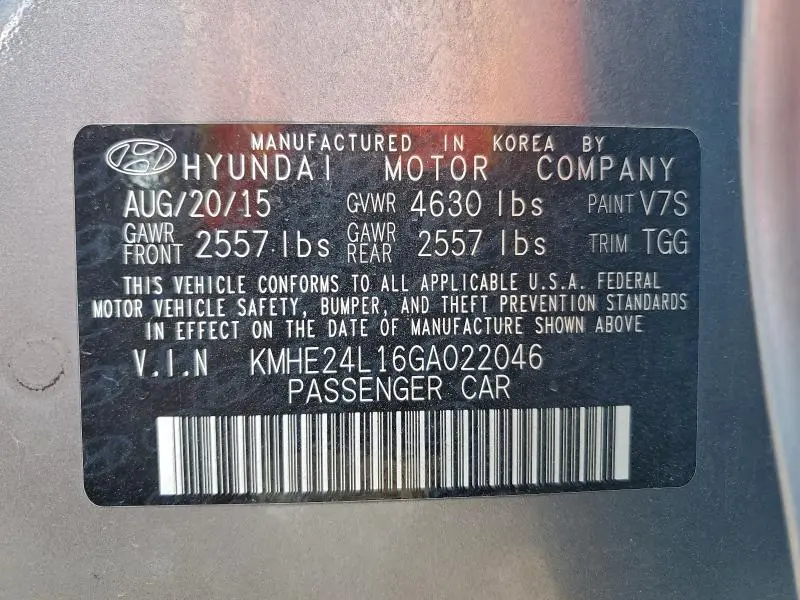 MANUFACTURED IN KOREA BY
HYUNDAI MOTOR COMPANY
AUG/20/15 GVWR 4630 lbs PAINT V7S
GAWR FRONT 2557 lbs GAWR REAR 2557 lbs TRIM TGG
THIS VEHICLE CONFORMS TO ALL APPLICABLE U.S.A. FEDERAL
MOTOR VEHICLE SAFETY, BUMPER, AND THEFT PREVENTION STANDARDS
IN EFFECT ON THE DATE OF MANUFACTURE SHOWN ABOVE
V.I.N KMHE24L16GA022046
PASSENGER CAR